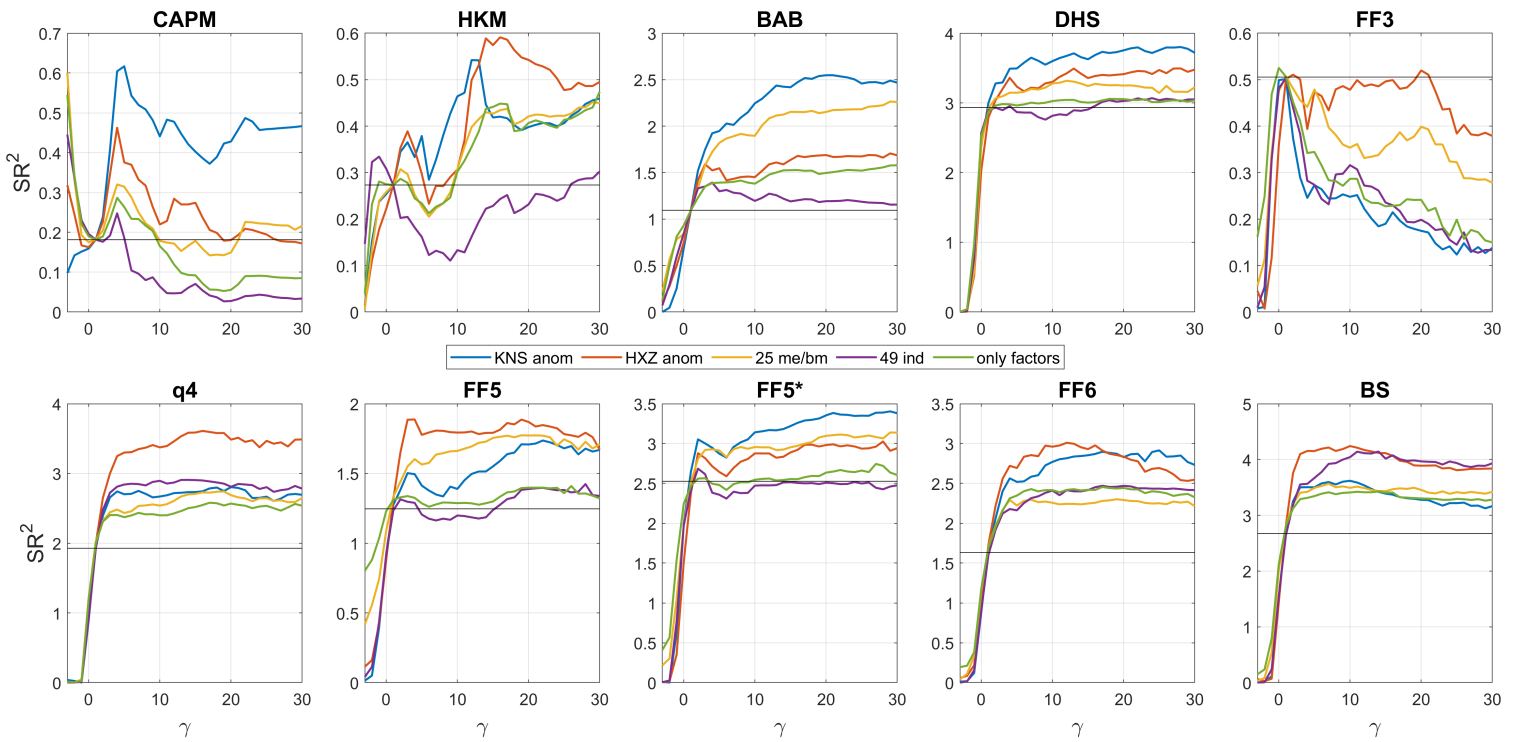 CAPM HKM BAB DHS FF3
SR²
0.7 0.6 0.5 0.4 0.3 0.2 0.1 0
0 10 20 30
0.6 0.5 0.4 0.3 0.2 0.1 0
0 10 20 30
3 2.5 2 1.5 1 0.5 0
0 10 20 30
4 3 2 1 0
0 10 20 30
0.6 0.5 0.4 0.3 0.2 0.1 0
0 10 20 30
KNS anom HXZ anom 25 me/bm 49 ind only factors
q4 FF5 FF5* FF6 BS
SR²
4 3 2 1 0
0 10 20 30
γ
2 1.5 1 0.5 0
0 10 20 30
γ
3.5 3 2.5 2 1.5 1 0.5 0
0 10 20 30
γ
3.5 3 2.5 2 1.5 1 0.5 0
0 10 20 30
γ
5 4 3 2 1 0
0 10 20 30
γ